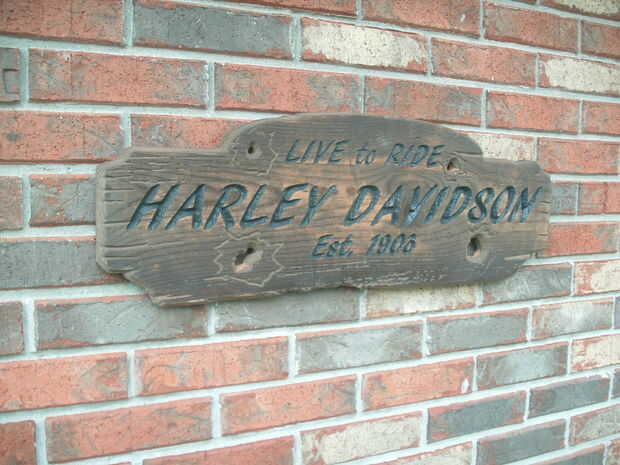 LIVE to RIDE
HARLEY DAVIDSON
Est. 1906